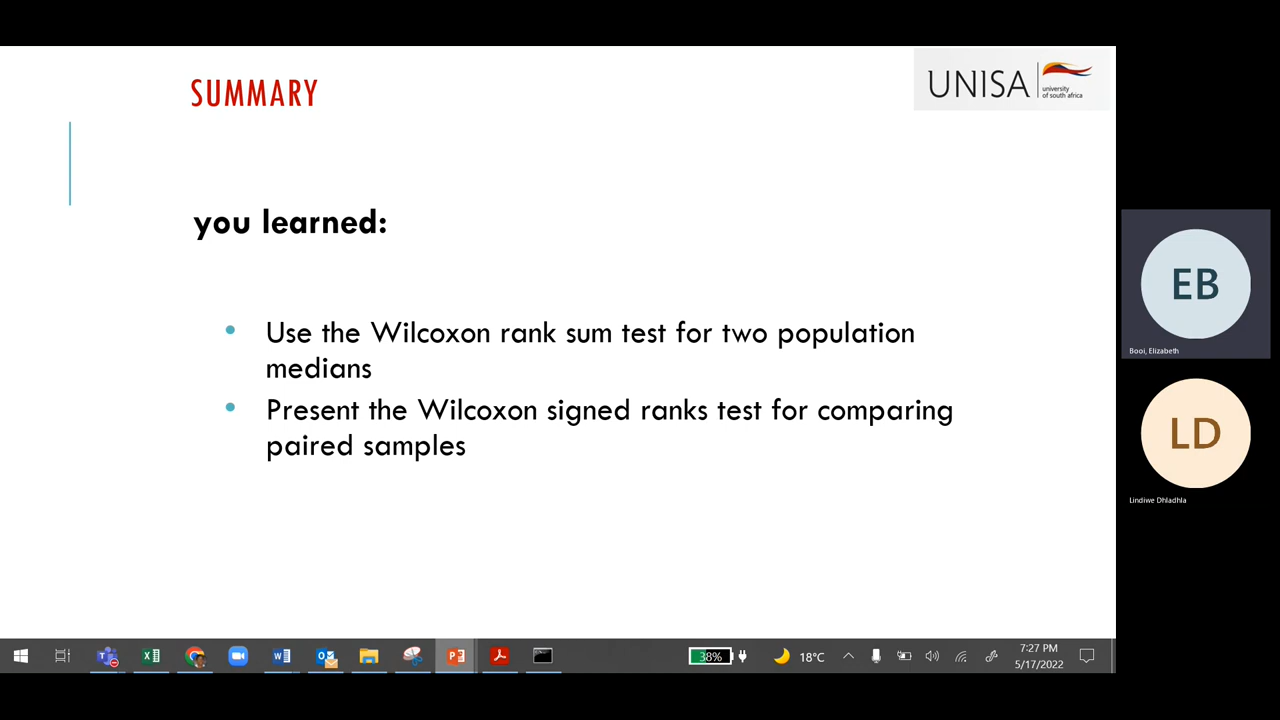 SUMMARY
UNISA
university
of south africa
you learned:
• Use the Wilcoxon rank sum test for two population
medians
• Present the Wilcoxon signed ranks test for comparing
paired samples
EB
Booi, Elizabeth
LD
Lindiwe Dhladhla
38%
18°C
7:27 PM
5/17/2022